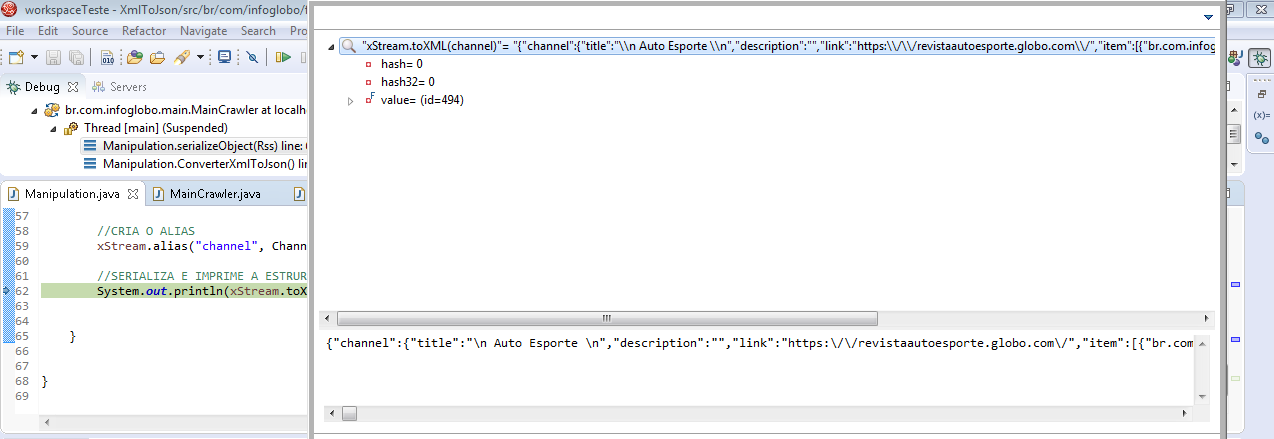 workspaceTeste - XmlToJson/src/br/com/infoglobo/
File Edit Source Refactor Navigate Search
Debug Servers
br.com.infoglobo.main.MainCrawler at localh
Thread [main] (Suspended)
Manipulation.serializeObject(Rss) line:
Manipulation.ConverterXmlToJson()
"xStream.toXML(channel)"= "{"channel":{"title":"\\n Auto Esporte \\n","description":"","link":"https:\\/\\/revistaautoesporte.globo.com\\/","item":[{"br.com.infog
hash= 0
hash32= 0
value= (id=494)
Manipulation.java MainCrawler.java
57
58 //CRIA O ALIAS
59 xStream.alias("channel", Chann
60
61 //SERIALIZA E IMPRIME A ESTRUR
62 System.out.println(xStream.toX
63
64
65 }
66
67
68 }
69
{"channel":{"title":"\n Auto Esporte \n","description":"","link":"https:\/\/revistaautoesporte.globo.com\/","item":[{"br.com